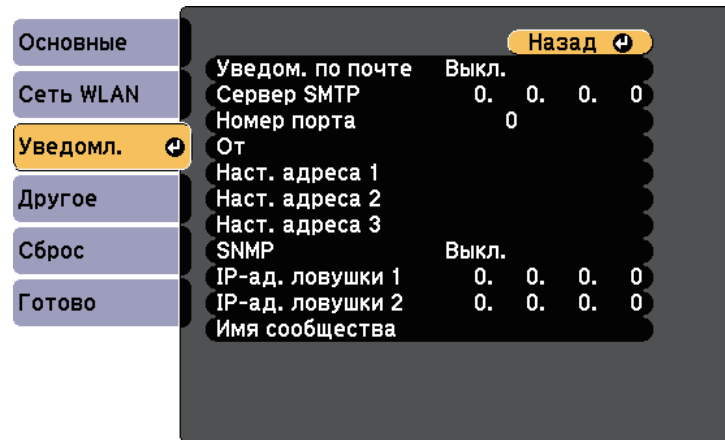 Основные
Сеть WLAN
Уведомл.
Другое
Сброс
Готово
Назад
Уведом. по почте Выкл.
Сервер SMTP 0. 0. 0. 0
Номер порта 0
От
Наст. адреса 1
Наст. адреса 2
Наст. адреса 3
SNMP Выкл.
IP-ад. ловушки 1 0. 0. 0. 0
IP-ад. ловушки 2 0. 0. 0. 0
Имя сообщества